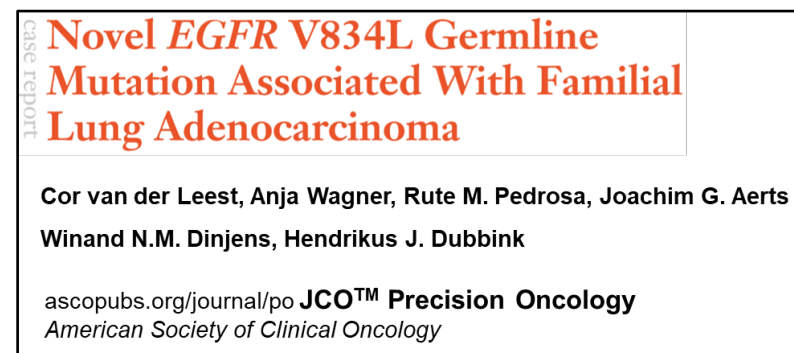 case report
Novel EGFR V834L Germline
Mutation Associated With Familial
Lung Adenocarcinoma
Cor van der Leest, Anja Wagner, Rute M. Pedrosa, Joachim G. Aerts
Winand N.M. Dinjens, Hendrikus J. Dubbink
ascopubs.org/journal/po JCO™ Precision Oncology
American Society of Clinical Oncology